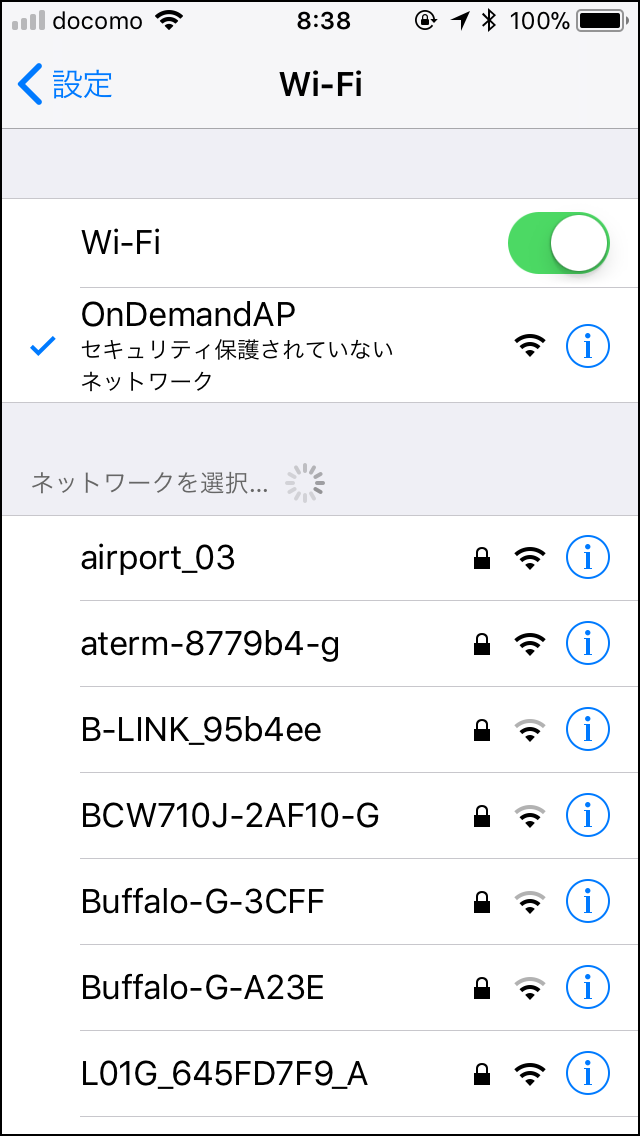 docomo 8:38 100%
設定 Wi-Fi
Wi-Fi
OnDemandAP
セキュリティ保護されていない
ネットワーク
ネットワークを選択...
airport_03
aterm-8779b4-g
B-LINK_95b4ee
BCW710J-2AF10-G
Buffalo-G-3CFF
Buffalo-G-A23E
L01G_645FD7F9_A